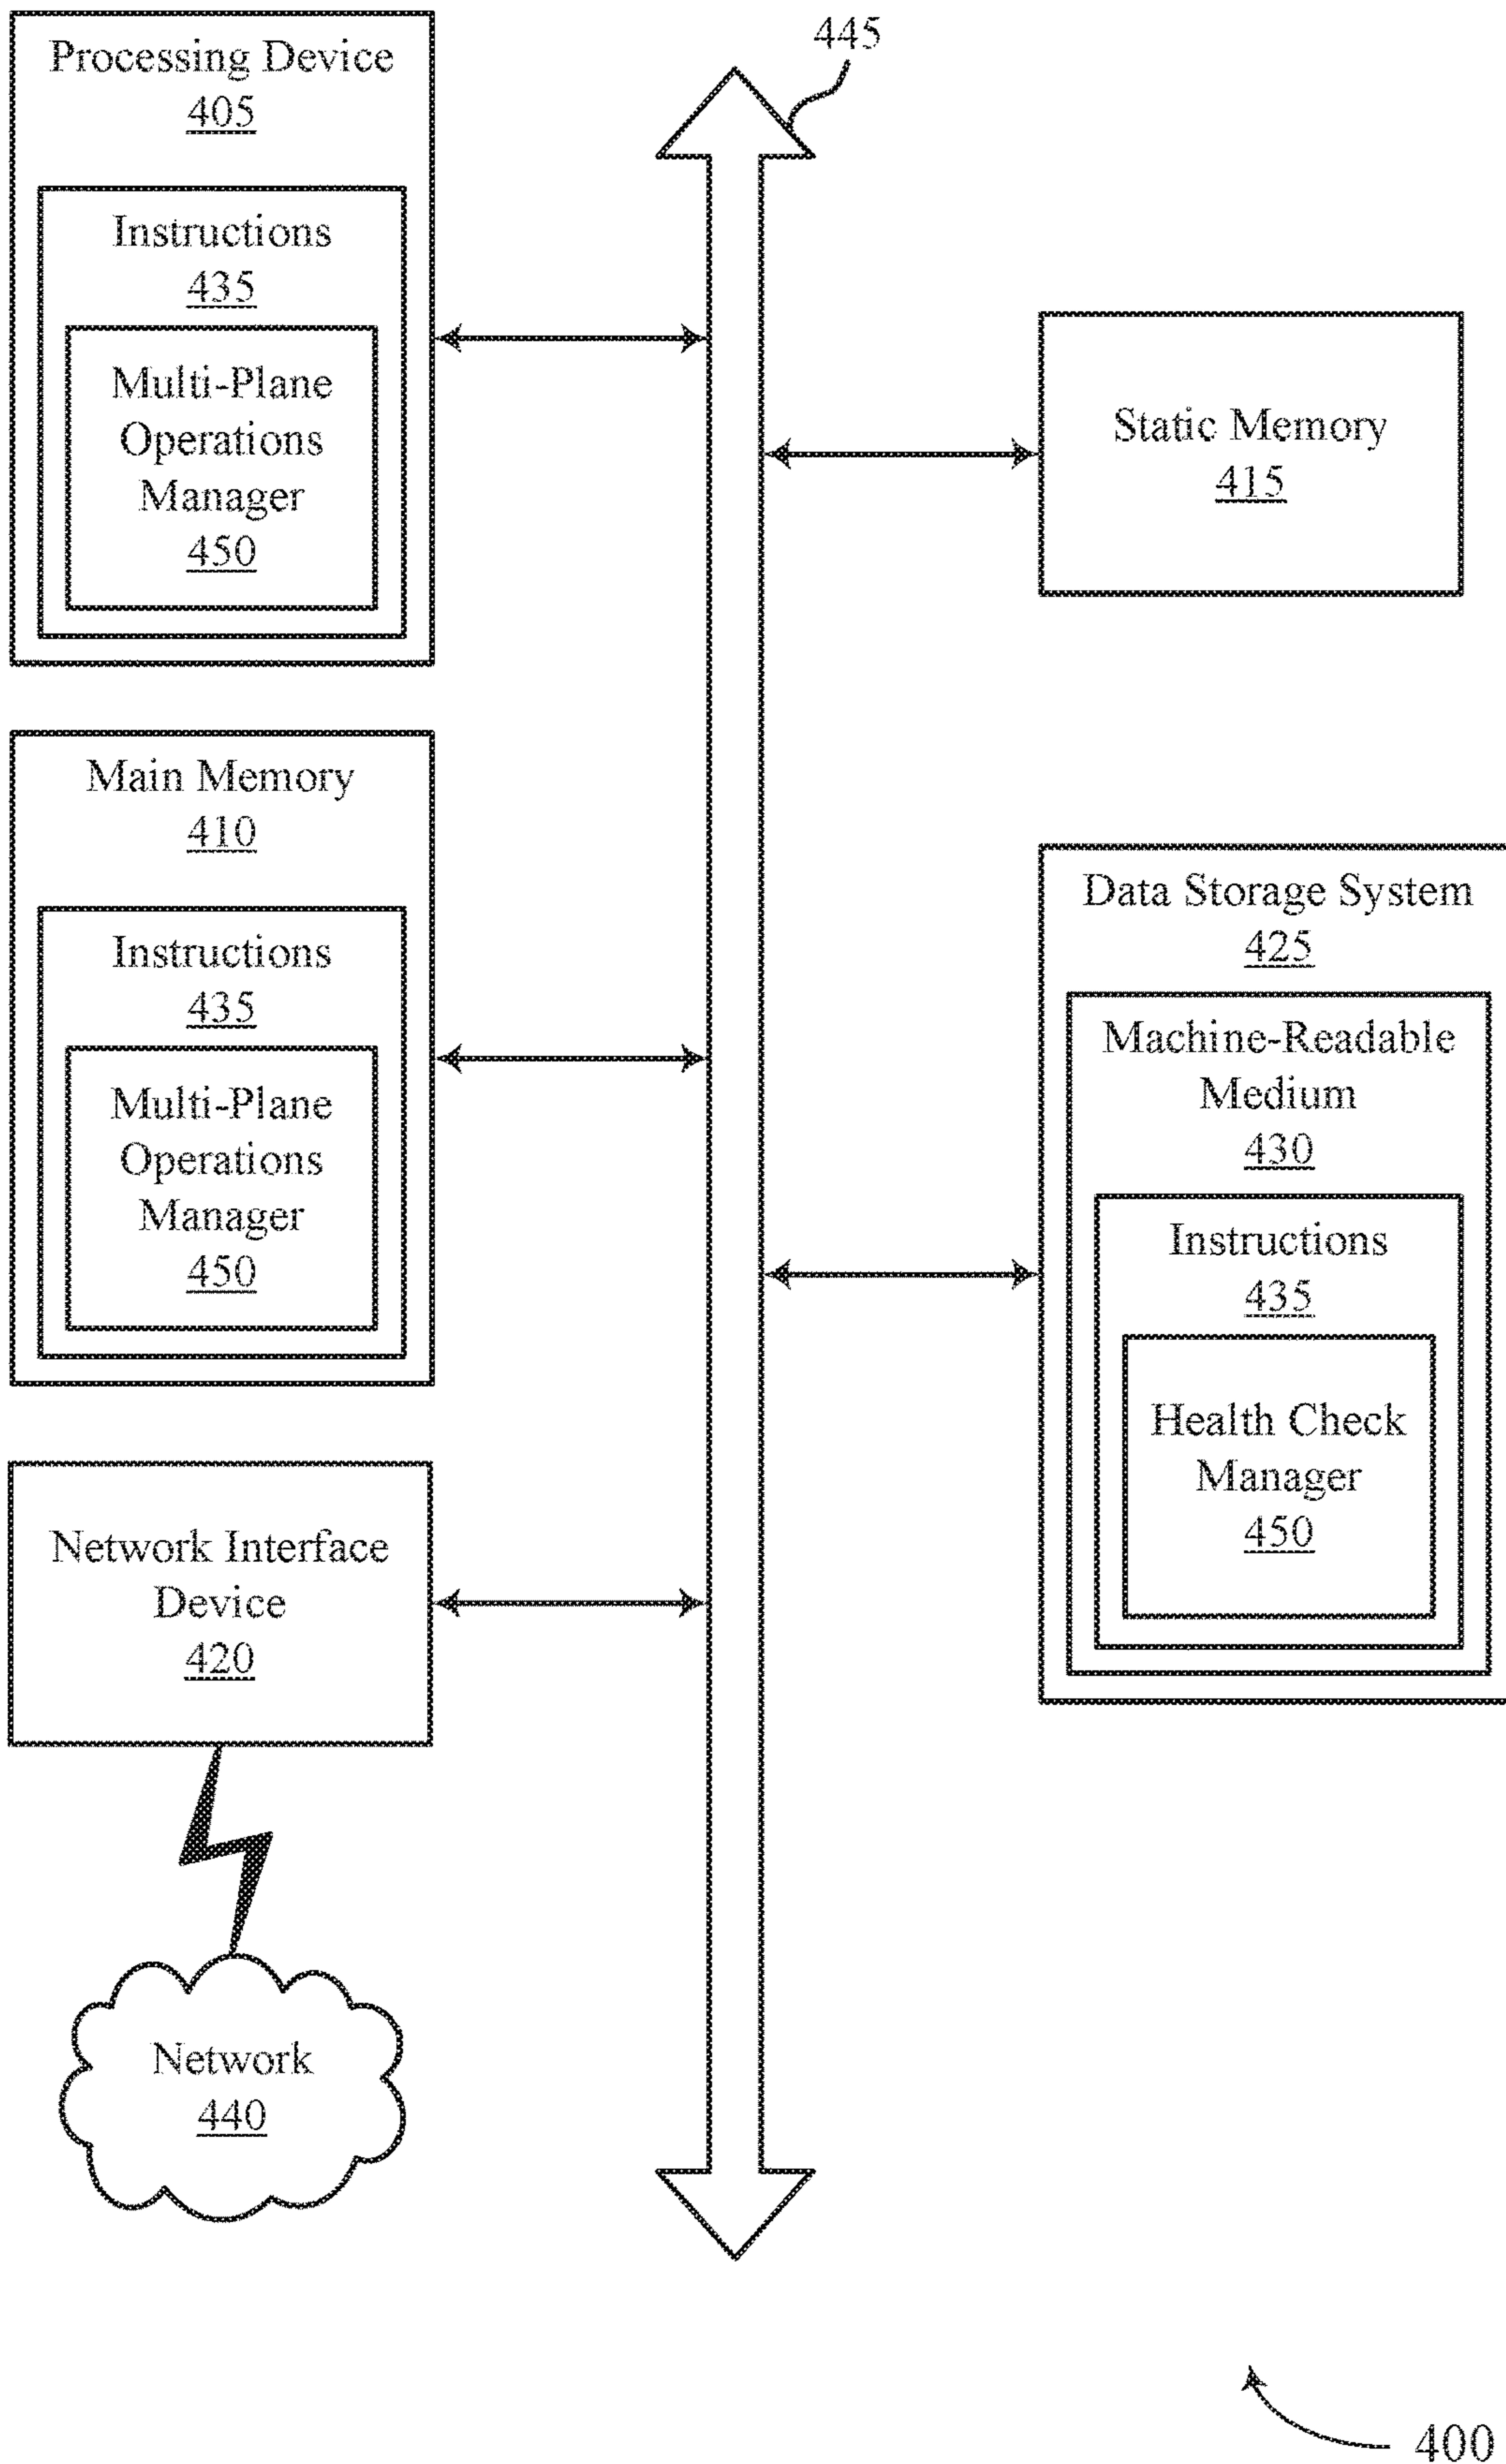 Processing Device
405
Instructions
435
Multi-Plane
Operations
Manager
450
445
Static Memory
415
Main Memory
410
Instructions
435
Multi-Plane
Operations
Manager
450
Data Storage System
425
Machine-Readable
Medium
430
Instructions
435
Health Check
Manager
450
Network Interface
Device
420
Network
440
400